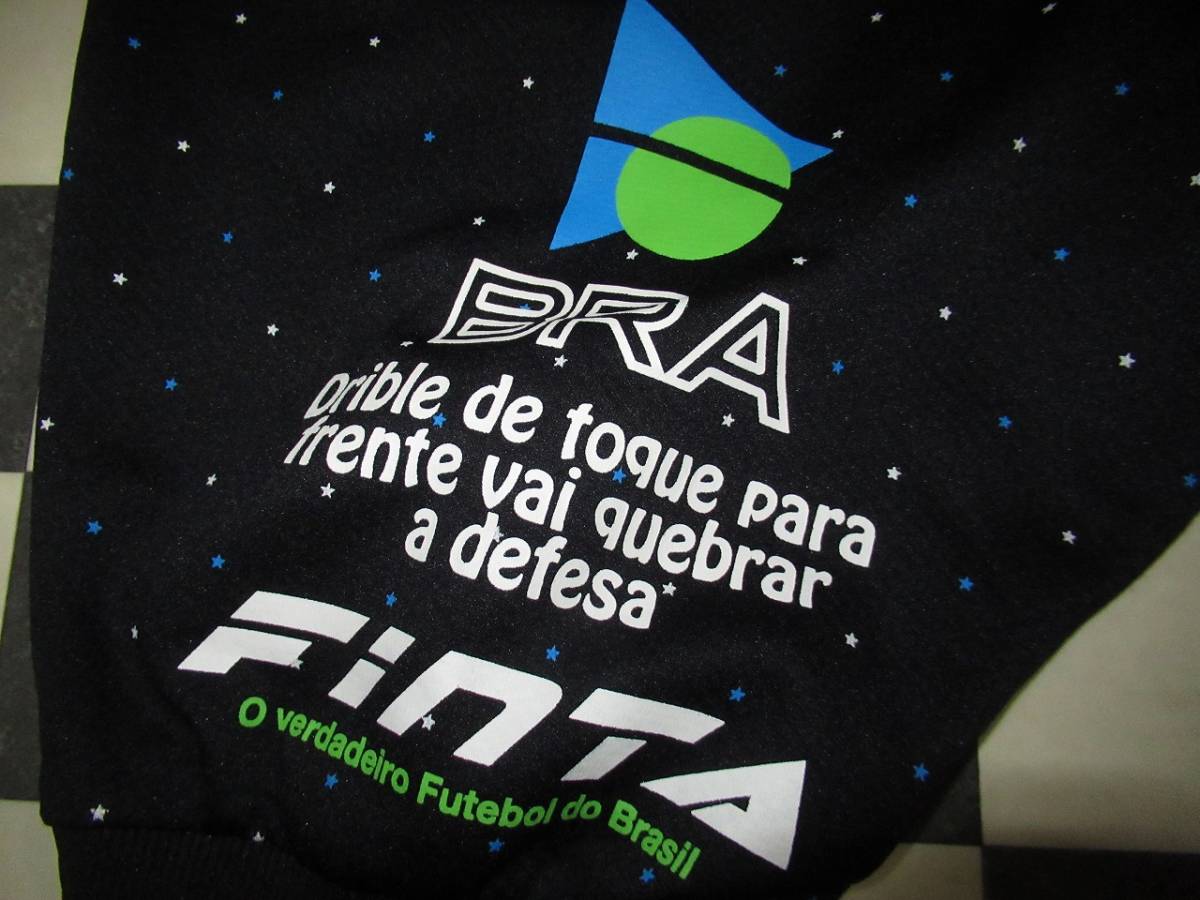 BRA
Drible de toque para
frente vai quebrar
a defesa
FiNTA
O verdadeiro Futebol do Brasil